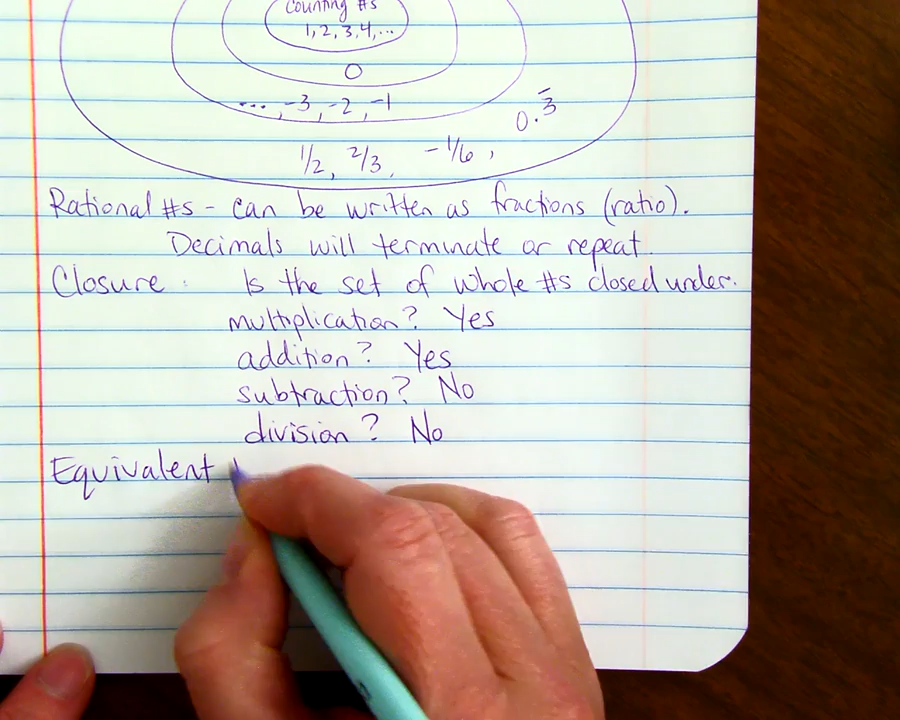 Counting #s
1, 2, 3, 4, ...
0
..., -3, -2, -1
0.3̅
1/2, 2/3, -1/6,
Rational #s - can be written as fractions (ratio).
Decimals will terminate or repeat.
Closure: Is the set of whole #s closed under:
multiplication? Yes
addition? Yes
subtraction? No
division? No
Equivalent